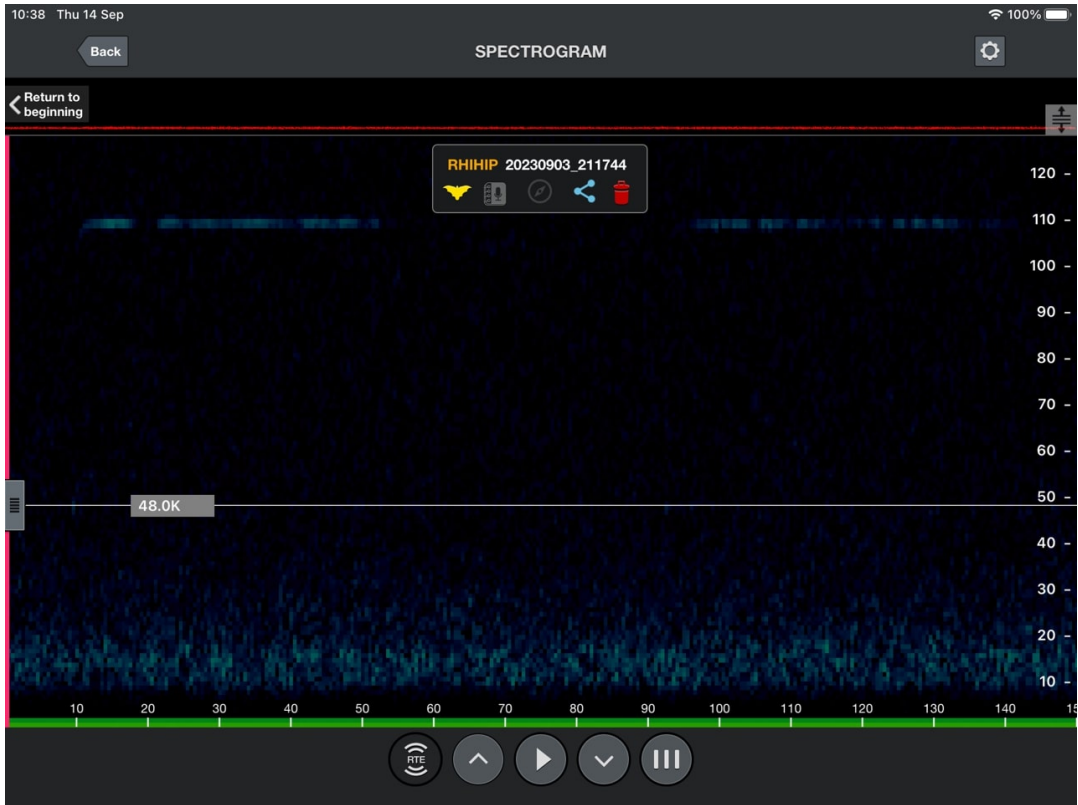 10:38 Thu 14 Sep
100%
Back
SPECTROGRAM
Return to
beginning
RHIHIP 20230903_211744
120 -
110 -
100 -
90 -
80 -
70 -
60 -
50 -
48.0K
40 -
30 -
20 -
10 -
10 20 30 40 50 60 70 80 90 100 110 120 130 140 15
RTE